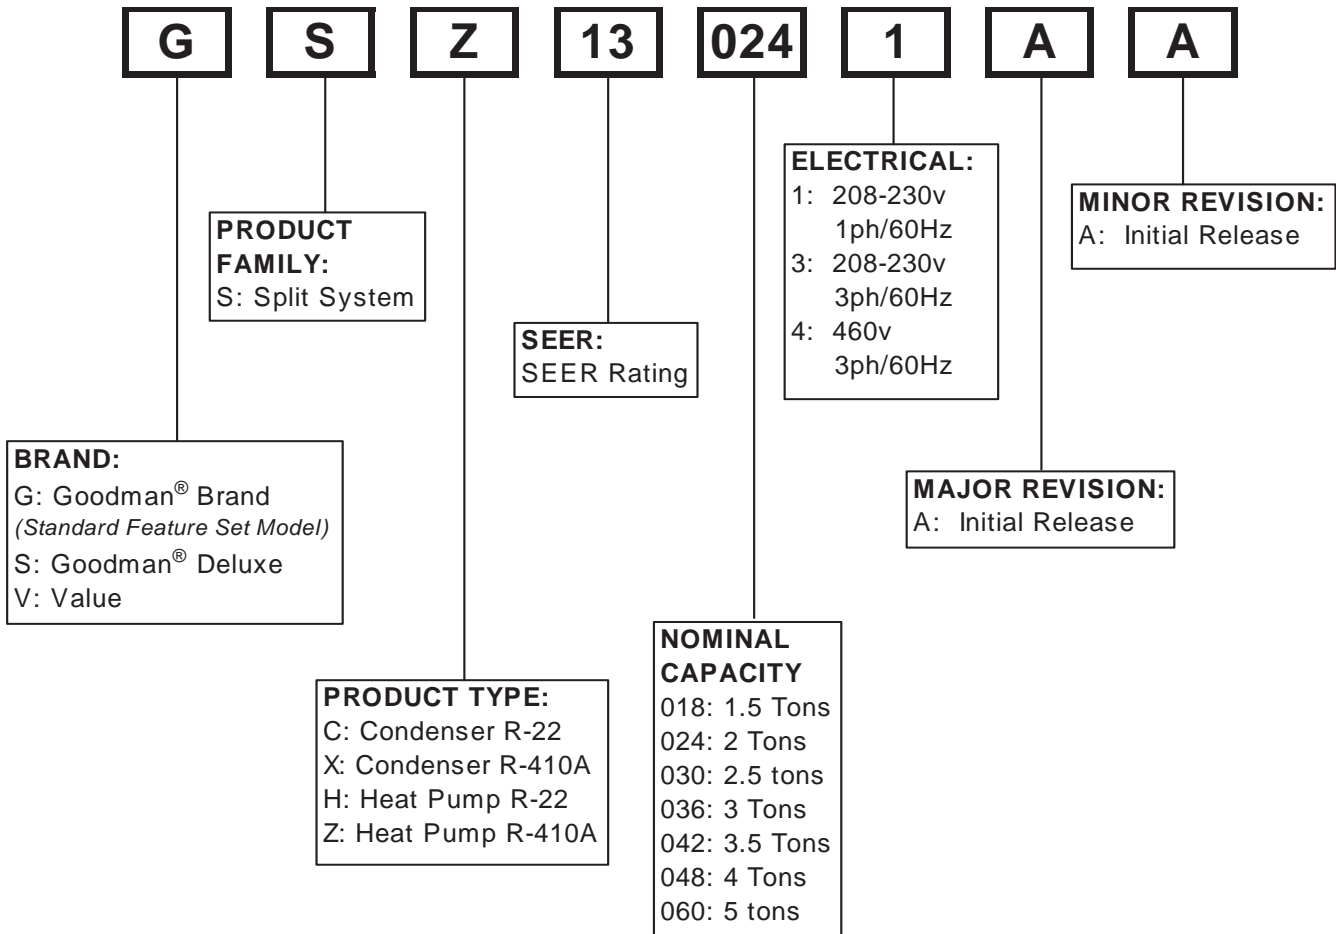 G S Z 13 024 1 A A
ELECTRICAL:
1: 208-230v
1ph/60Hz
3: 208-230v
3ph/60Hz
4: 460v
3ph/60Hz
MINOR REVISION:
A: Initial Release
PRODUCT
FAMILY:
S: Split System
SEER:
SEER Rating
BRAND:
G: Goodman® Brand
(Standard Feature Set Model)
S: Goodman® Deluxe
V: Value
MAJOR REVISION:
A: Initial Release
NOMINAL
CAPACITY
018: 1.5 Tons
024: 2 Tons
030: 2.5 tons
036: 3 Tons
042: 3.5 Tons
048: 4 Tons
060: 5 tons
PRODUCT TYPE:
C: Condenser R-22
X: Condenser R-410A
H: Heat Pump R-22
Z: Heat Pump R-410A